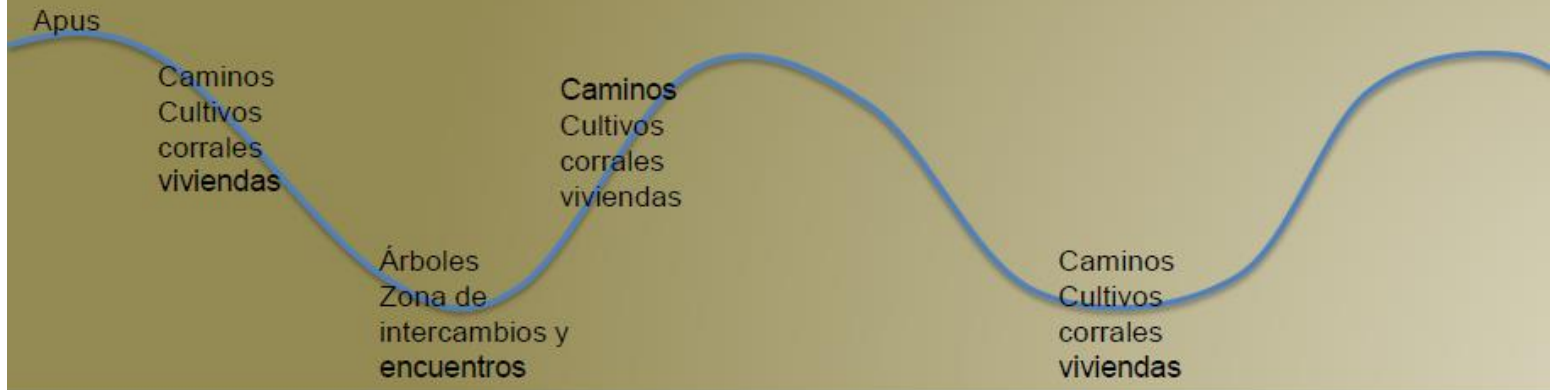 Apus
Caminos
Cultivos
corrales
viviendas
Caminos
Cultivos
corrales
viviendas
Árboles
Zona de
intercambios y
encuentros
Caminos
Cultivos
corrales
viviendas